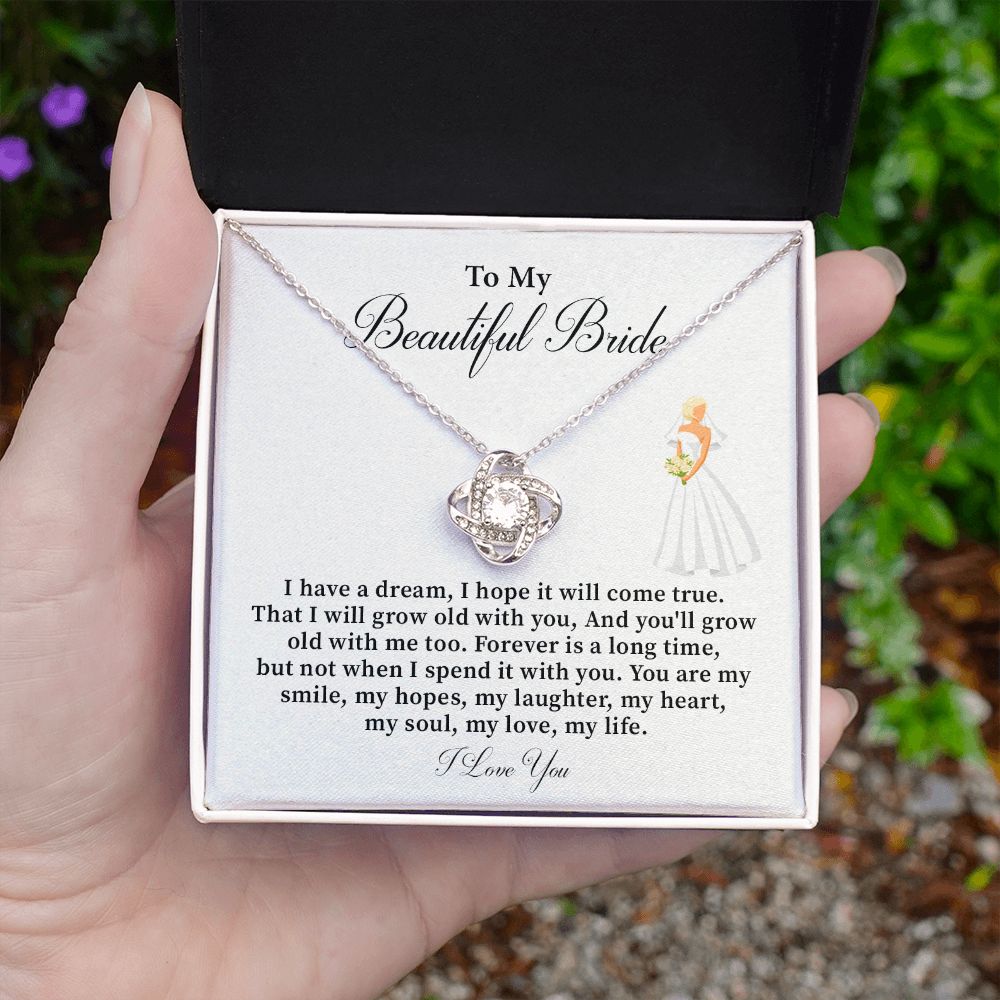 To My
Beautiful Bride
I have a dream, I hope it will come true.
That I will grow old with you, And you'll grow
old with me too. Forever is a long time,
but not when I spend it with you. You are my
smile, my hopes, my laughter, my heart,
my soul, my love, my life.
I Love You